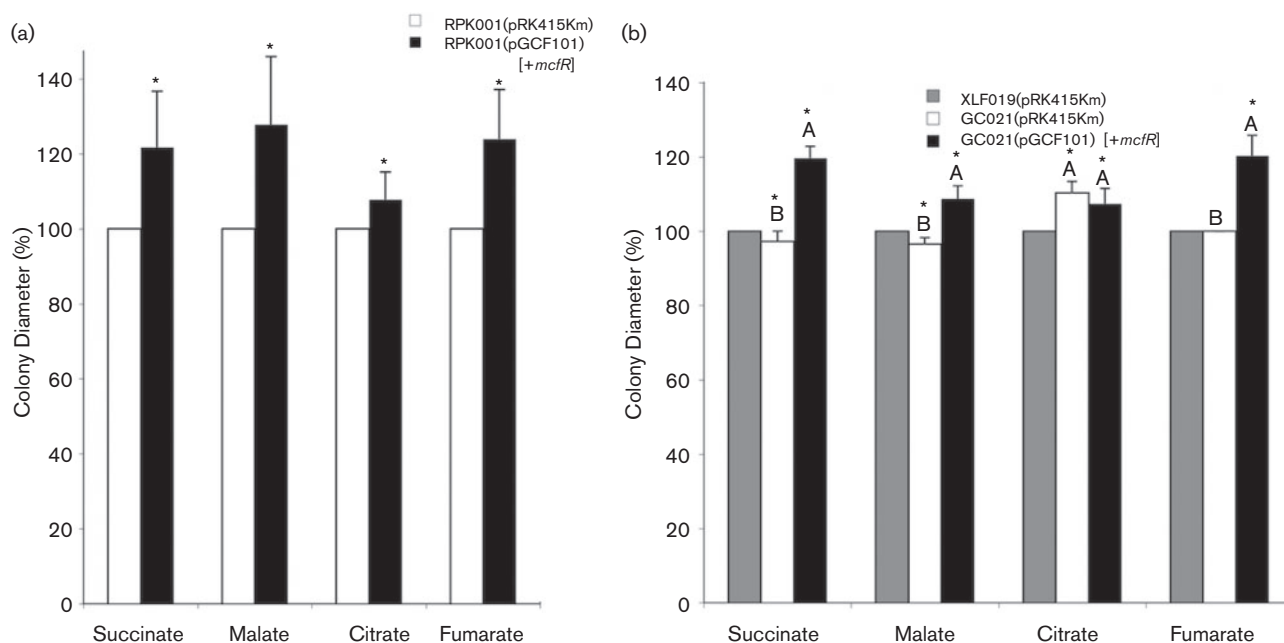 (a)
RPK001(pRK415Km)
RPK001(pGCF101)
[+mcfR]
140
120
100
80
60
40
20
0
Colony Diameter (%)
*
*
*
*
Succinate
Malate
Citrate
Fumarate
(b)
XLF019(pRK415Km)
GC021(pRK415Km)
GC021(pGCF101) [+mcfR]
140
120
100
80
60
40
20
0
Colony Diameter (%)
*
B
*
A
*
B
*
A
*
A
*
A
B
*
A
Succinate
Malate
Citrate
Fumarate